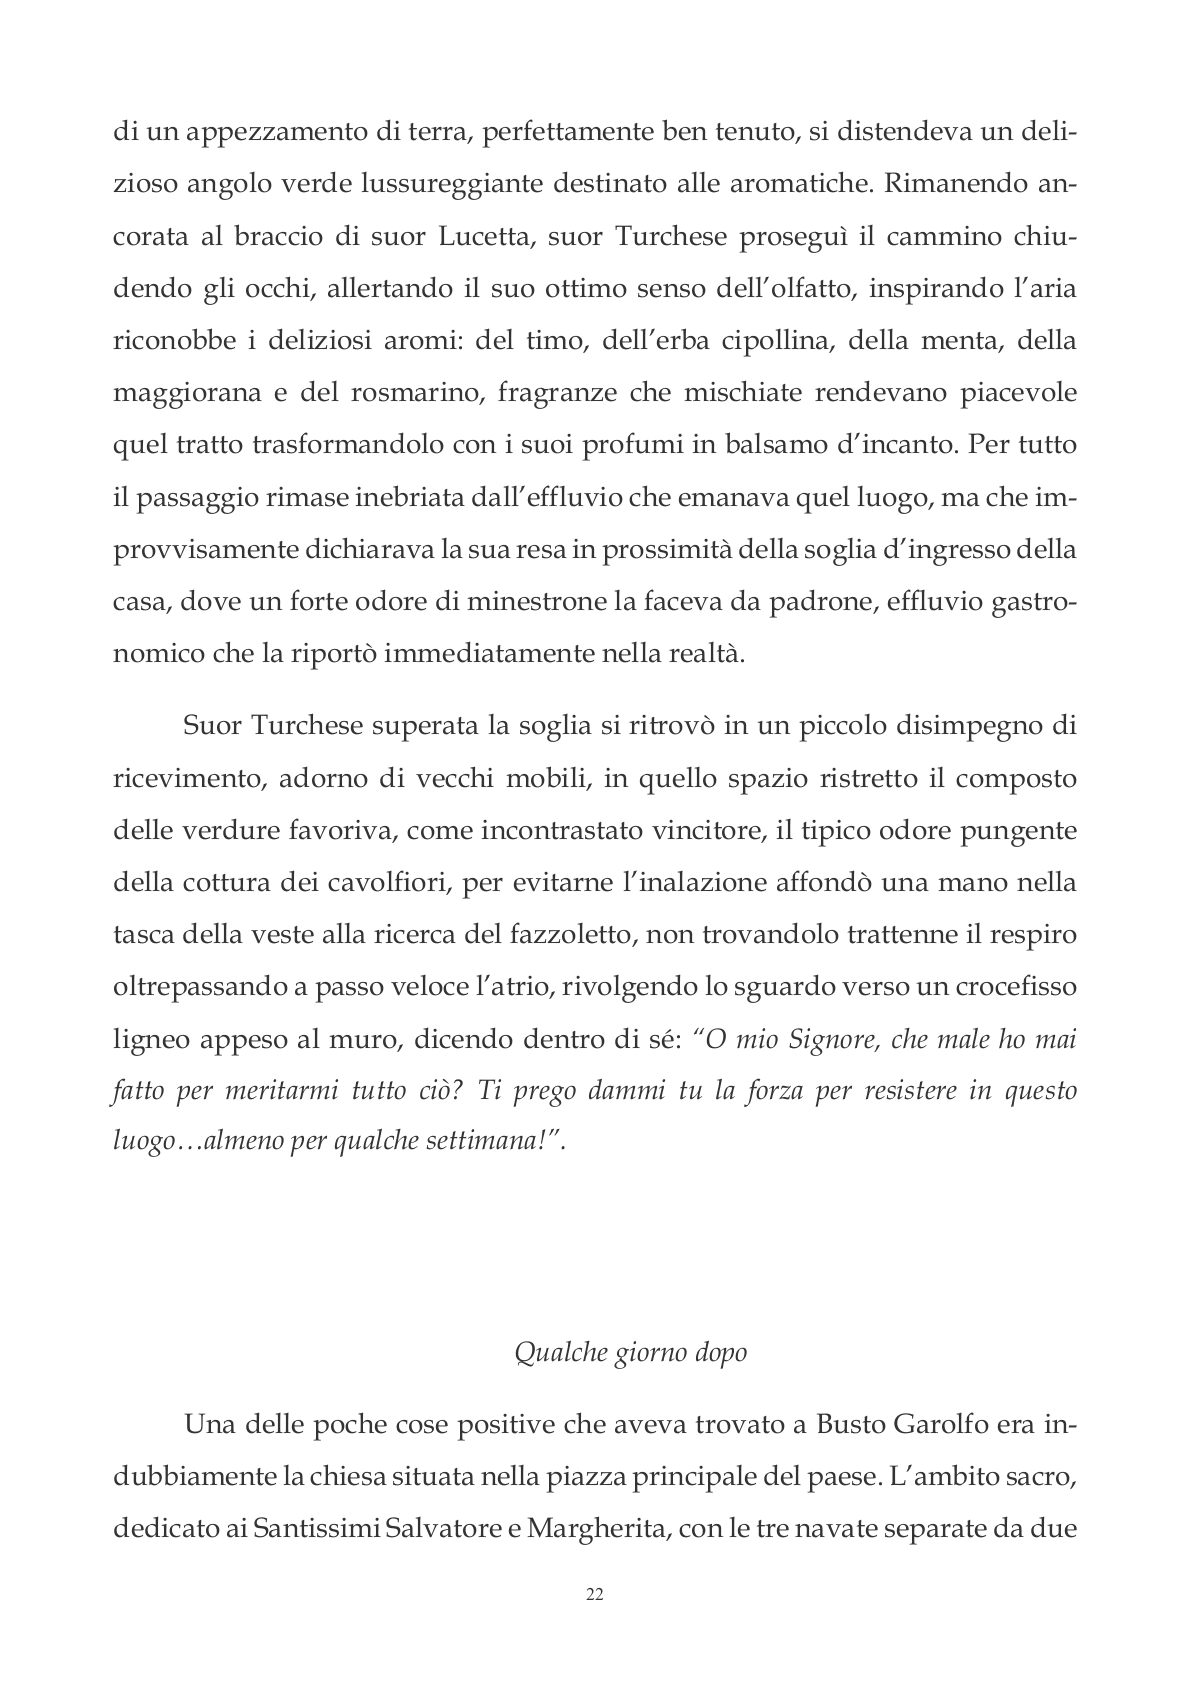 di un appezzamento di terra, perfettamente ben tenuto, si distendeva un deli-
zioso angolo verde lussureggiante destinato alle aromatiche. Rimanendo an-
corata al braccio di suor Lucetta, suor Turchese proseguì il cammino chiu-
dendo gli occhi, allertando il suo ottimo senso dell’olfatto, inspirando l’aria
riconobbe i deliziosi aromi: del timo, dell’erba cipollina, della menta, della
maggiorana e del rosmarino, fragranze che mischiate rendevano piacevole
quel tratto trasformandolo con i suoi profumi in balsamo d’incanto. Per tutto
il passaggio rimase inebriata dall’effluvio che emanava quel luogo, ma che im-
provvisamente dichiarava la sua resa in prossimità della soglia d’ingresso della
casa, dove un forte odore di minestrone la faceva da padrone, effluvio gastro-
nomico che la riportò immediatamente nella realtà.
Suor Turchese superata la soglia si ritrovò in un piccolo disimpegno di
ricevimento, adorno di vecchi mobili, in quello spazio ristretto il composto
delle verdure favoriva, come incontrastato vincitore, il tipico odore pungente
della cottura dei cavolfiori, per evitarne l’inalazione affondò una mano nella
tasca della veste alla ricerca del fazzoletto, non trovandolo trattenne il respiro
oltrepassando a passo veloce l’atrio, rivolgendo lo sguardo verso un crocefisso
ligneo appeso al muro, dicendo dentro di sé: “O mio Signore, che male ho mai
fatto per meritarmi tutto ciò? Ti prego dammi tu la forza per resistere in questo
luogo…almeno per qualche settimana!”.
Qualche giorno dopo
Una delle poche cose positive che aveva trovato a Busto Garolfo era in-
dubbiamente la chiesa situata nella piazza principale del paese. L’ambito sacro,
dedicato ai Santissimi Salvatore e Margherita, con le tre navate separate da due
22